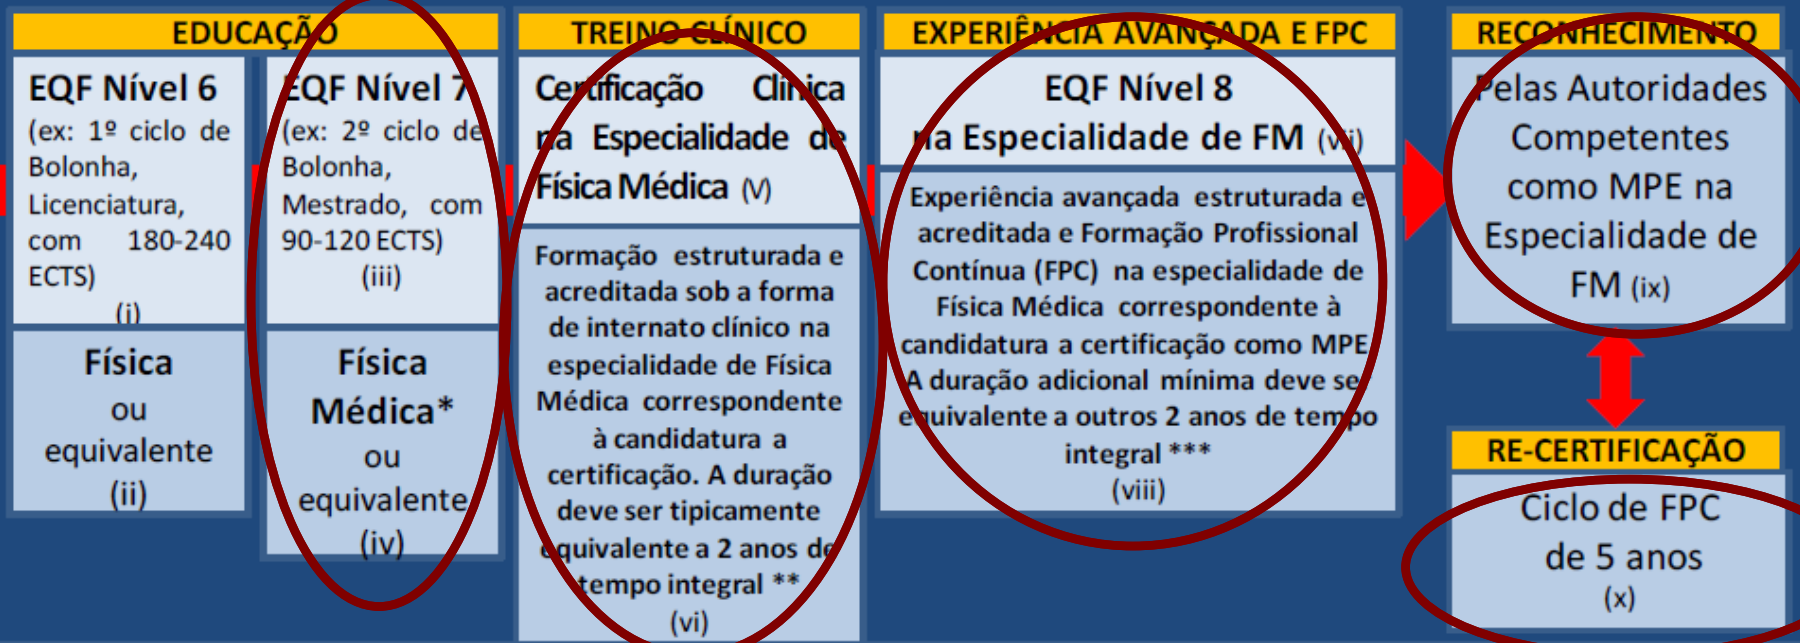 EDUCAÇÃO
EQF Nível 6
(ex: 1º ciclo de
Bolonha,
Licenciatura,
com 180-240
ECTS)
(i)
Física
ou
equivalente
(ii)
EQF Nível 7
(ex: 2º ciclo de
Bolonha,
Mestrado, com
90-120 ECTS)
(iii)
Física
Médica*
ou
equivalente
(iv)
TREINO CLÍNICO
Certificação Clínica
na Especialidade de
Física Médica (V)
Formação estruturada e
acreditada sob a forma
de internato clínico na
especialidade de Física
Médica correspondente
à candidatura a
certificação. A duração
deve ser tipicamente
equivalente a 2 anos de
tempo integral **
(vi)
EXPERIÊNCIA AVANÇADA E FPC
EQF Nível 8
na Especialidade de FM (vii)
Experiência avançada estruturada e
acreditada e Formação Profissional
Contínua (FPC) na especialidade de
Física Médica correspondente à
candidatura a certificação como MPE
A duração adicional mínima deve ser
equivalente a outros 2 anos de tempo
integral ***
(viii)
RECONHECIMENTO
Pelas Autoridades
Competentes
como MPE na
Especialidade de
FM (ix)
RE-CERTIFICAÇÃO
Ciclo de FPC
de 5 anos
(x)